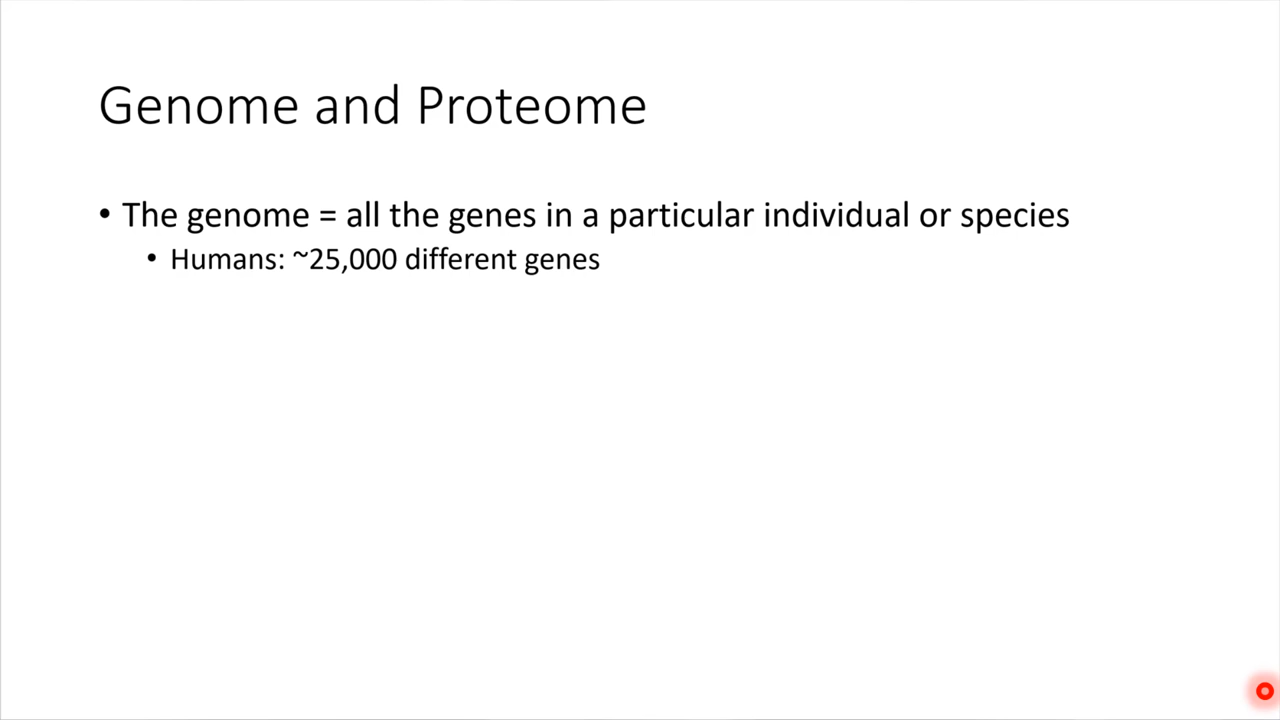 Genome and Proteome
• The genome = all the genes in a particular individual or species
• Humans: ~25,000 different genes